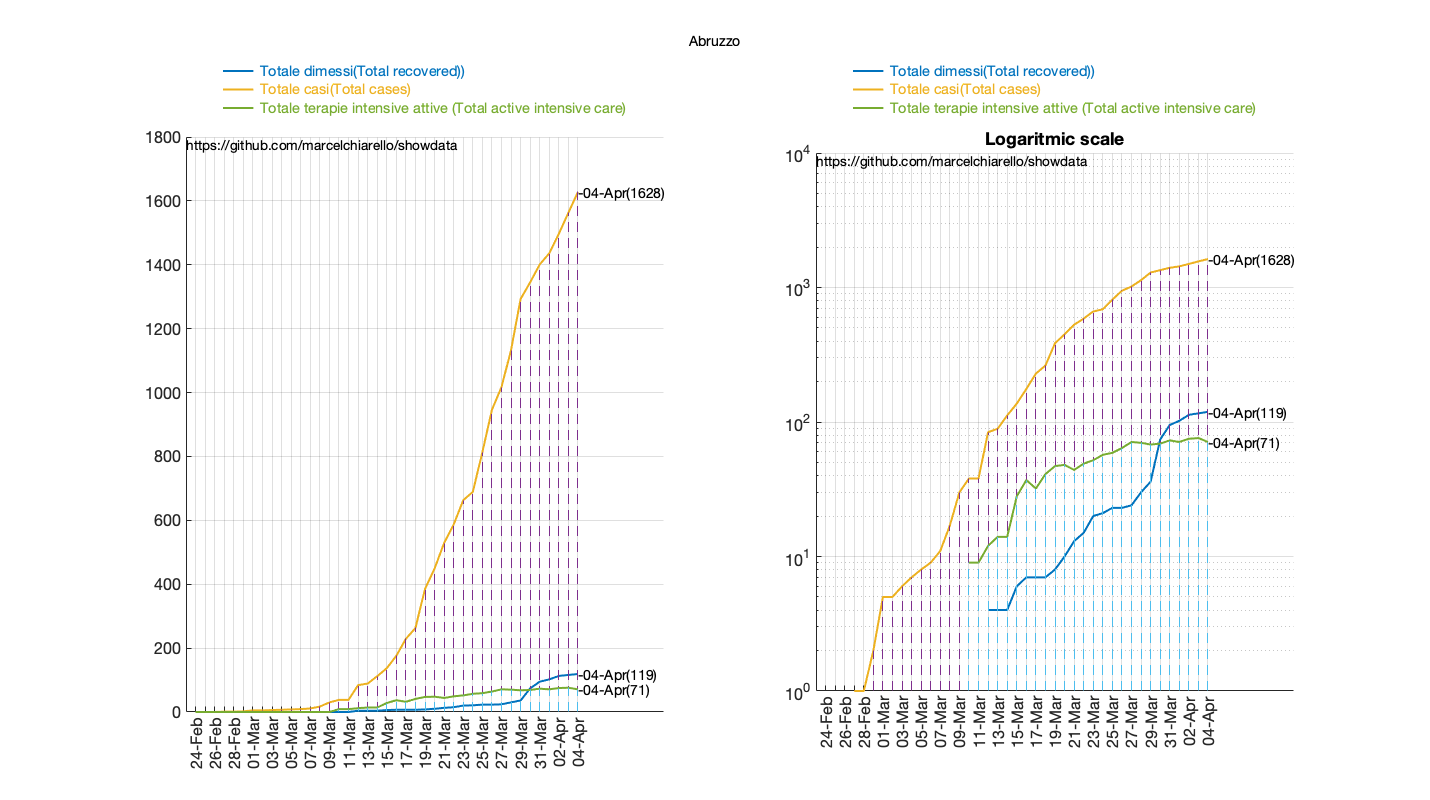 Abruzzo
Totale dimessi(Total recovered))
Totale casi(Total cases)
Totale terapie intensive attive (Total active intensive care)
1800
1600
1400
1200
1000
800
600
400
200
0
https://github.com/marcelchiarello/showdata
-04-Apr(1628)
-04-Apr(119)
-04-Apr(71)
24-Feb
26-Feb
28-Feb
01-Mar
03-Mar
05-Mar
07-Mar
09-Mar
11-Mar
13-Mar
15-Mar
17-Mar
19-Mar
21-Mar
23-Mar
25-Mar
27-Mar
29-Mar
31-Mar
02-Apr
04-Apr
Totale dimessi(Total recovered))
Totale casi(Total cases)
Totale terapie intensive attive (Total active intensive care)
Logaritmic scale
10^4
10^3
10^2
10^1
10^0
https://github.com/marcelchiarello/showdata
-04-Apr(1628)
-04-Apr(119)
-04-Apr(71)
24-Feb
26-Feb
28-Feb
01-Mar
03-Mar
05-Mar
07-Mar
09-Mar
11-Mar
13-Mar
15-Mar
17-Mar
19-Mar
21-Mar
23-Mar
25-Mar
27-Mar
29-Mar
31-Mar
02-Apr
04-Apr